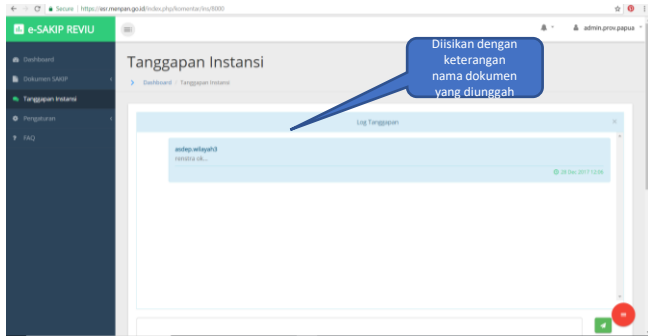 Secure | https://esr.menpan.go.id/index.php/komentar/ins/8000
e-SAKIP REVIU
admin.prov.papua
Dashboard
Dokumen SAKIP
Tanggapan Instansi
Pengaturan
FAQ
Tanggapan Instansi
Dashboard / Tanggapan Instansi
Diisikan dengan
keterangan
nama dokumen
yang diunggah
Log Tanggapan
asdep.wilayah3
renstra ok...
28 Dec 2017 13:04